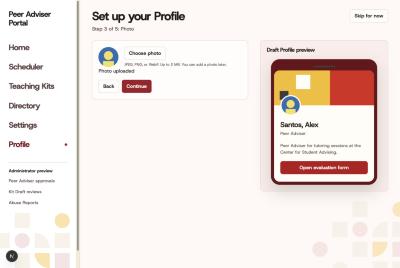 Peer Adviser
Portal
Home
Scheduler
Teaching Kits
Directory
Settings
Profile
Administrator preview
Peer Adviser approvals
Kit Draft reviews
Abuse Reports
N
Set up your Profile
Step 3 of 5: Photo
Skip for now
Choose photo
JPEG, PNG, or WebP. Up to 5 MB. You can add a photo later.
Photo uploaded
Back
Continue
Draft Profile preview
Santos, Alex
Peer Adviser
Peer Adviser for tutoring sessions at the
Center for Student Advising.
Open evaluation form